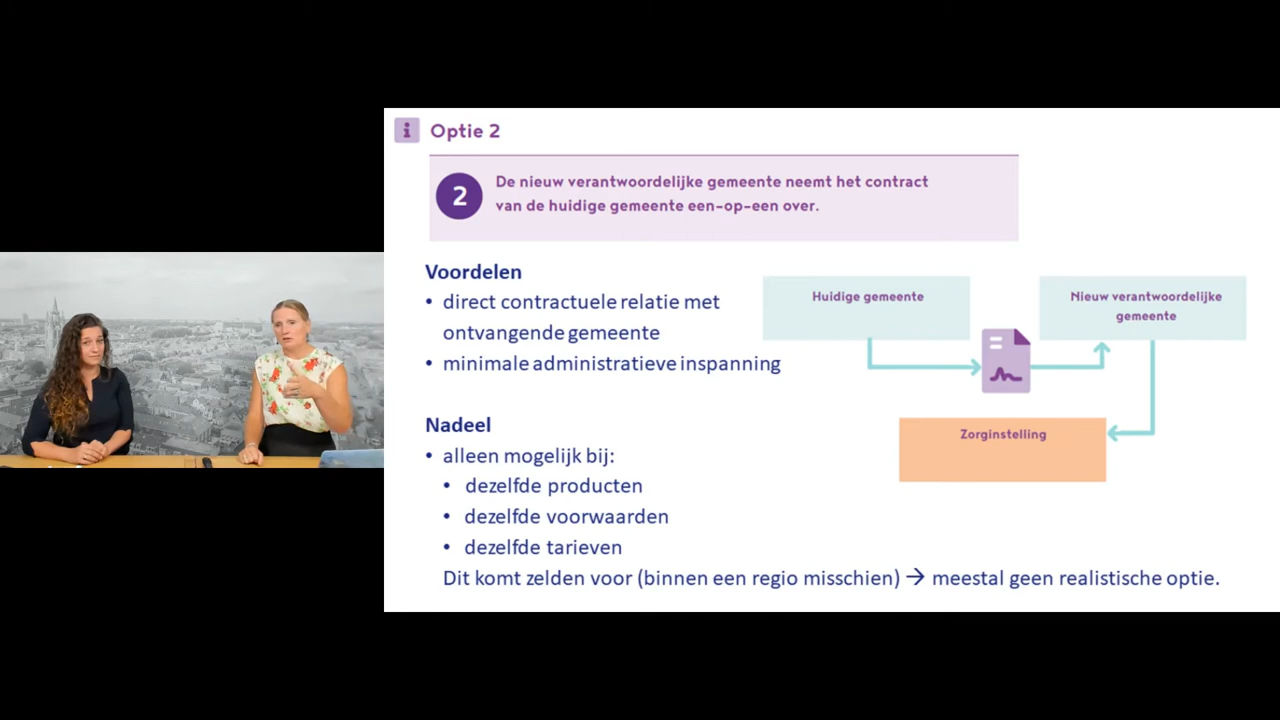 i Optie 2
2
De nieuw verantwoordelijke gemeente neemt het contract
van de huidige gemeente een-op-een over.
Voordelen
• direct contractuele relatie met
ontvangende gemeente
• minimale administratieve inspanning
Nadeel
• alleen mogelijk bij:
• dezelfde producten
• dezelfde voorwaarden
• dezelfde tarieven
Dit komt zelden voor (binnen een regio misschien) → meestal geen realistische optie.
Huidige gemeente
Nieuw verantwoordelijke
gemeente
Zorginstelling